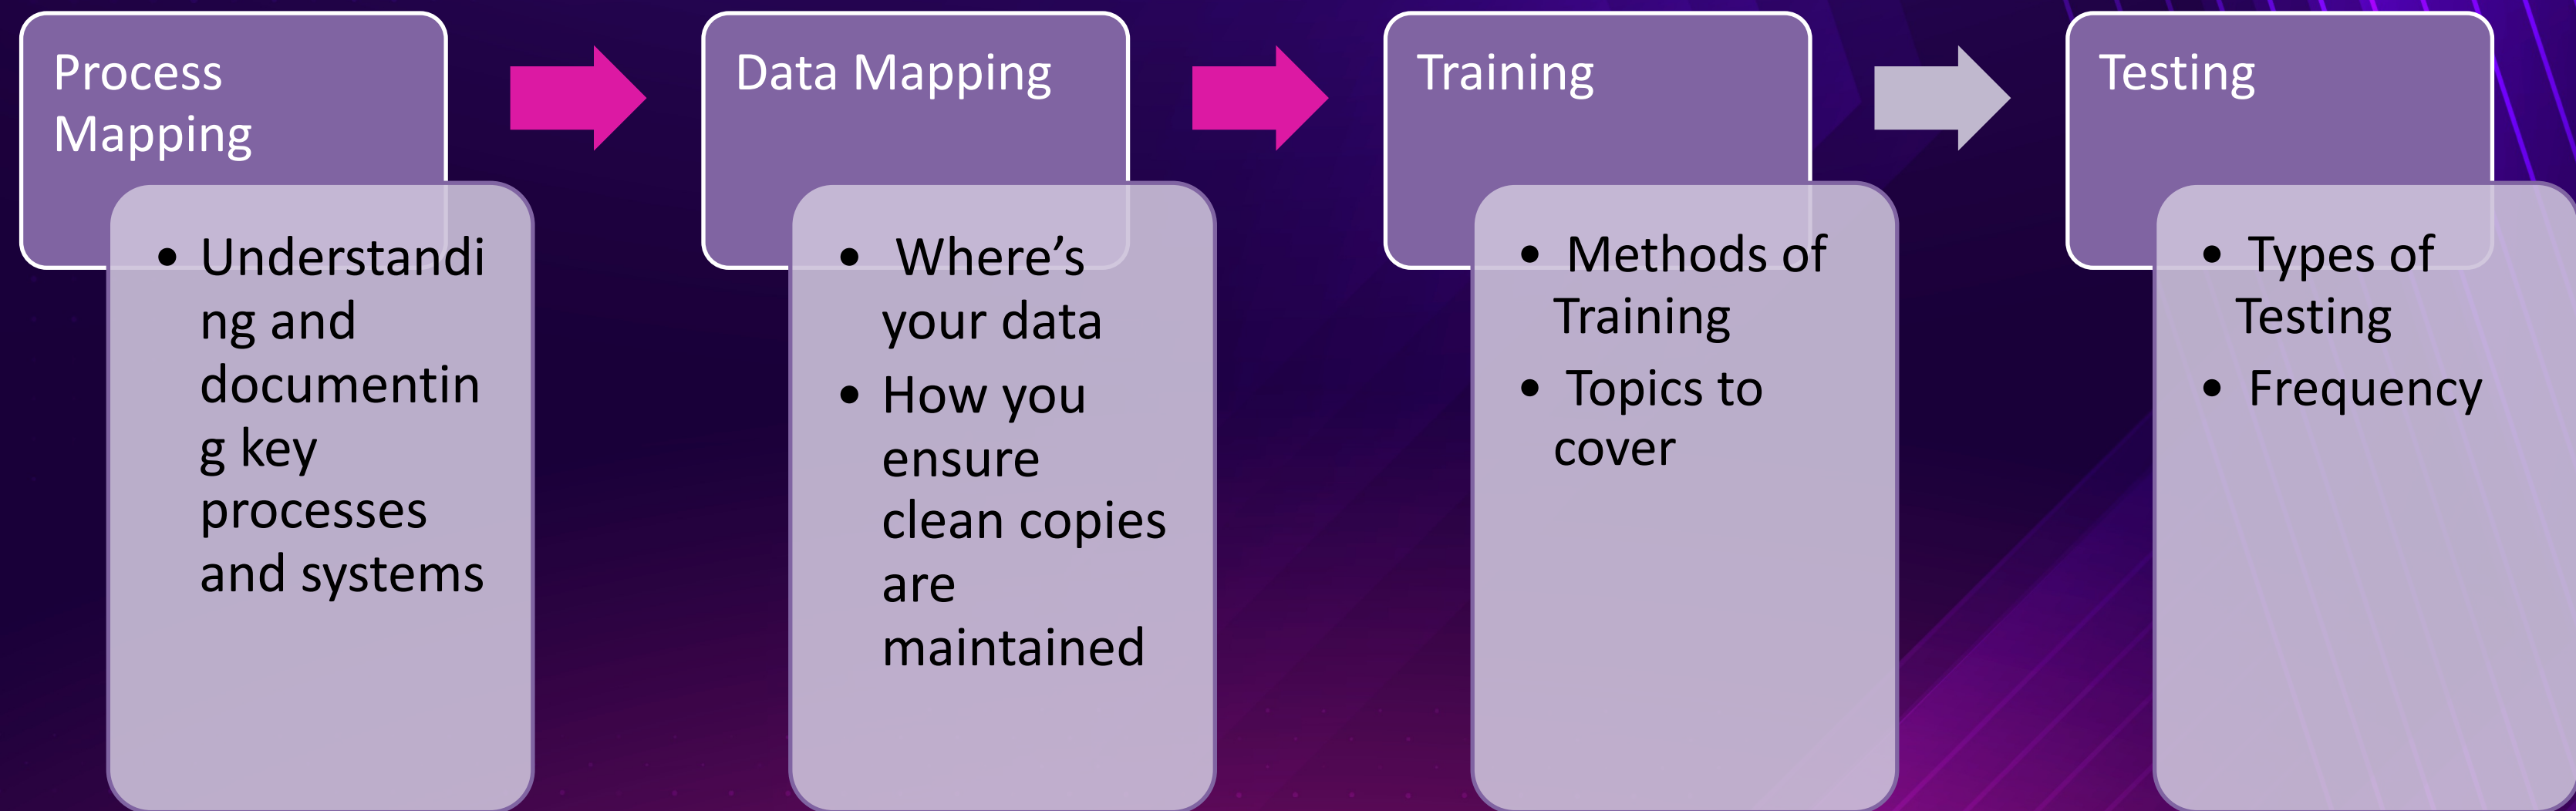 Process
Mapping
• Understandi
ng and
documentin
g key
processes
and systems
Data Mapping
• Where’s
your data
• How you
ensure
clean copies
are
maintained
Training
• Methods of
Training
• Topics to
cover
Testing
• Types of
Testing
• Frequency